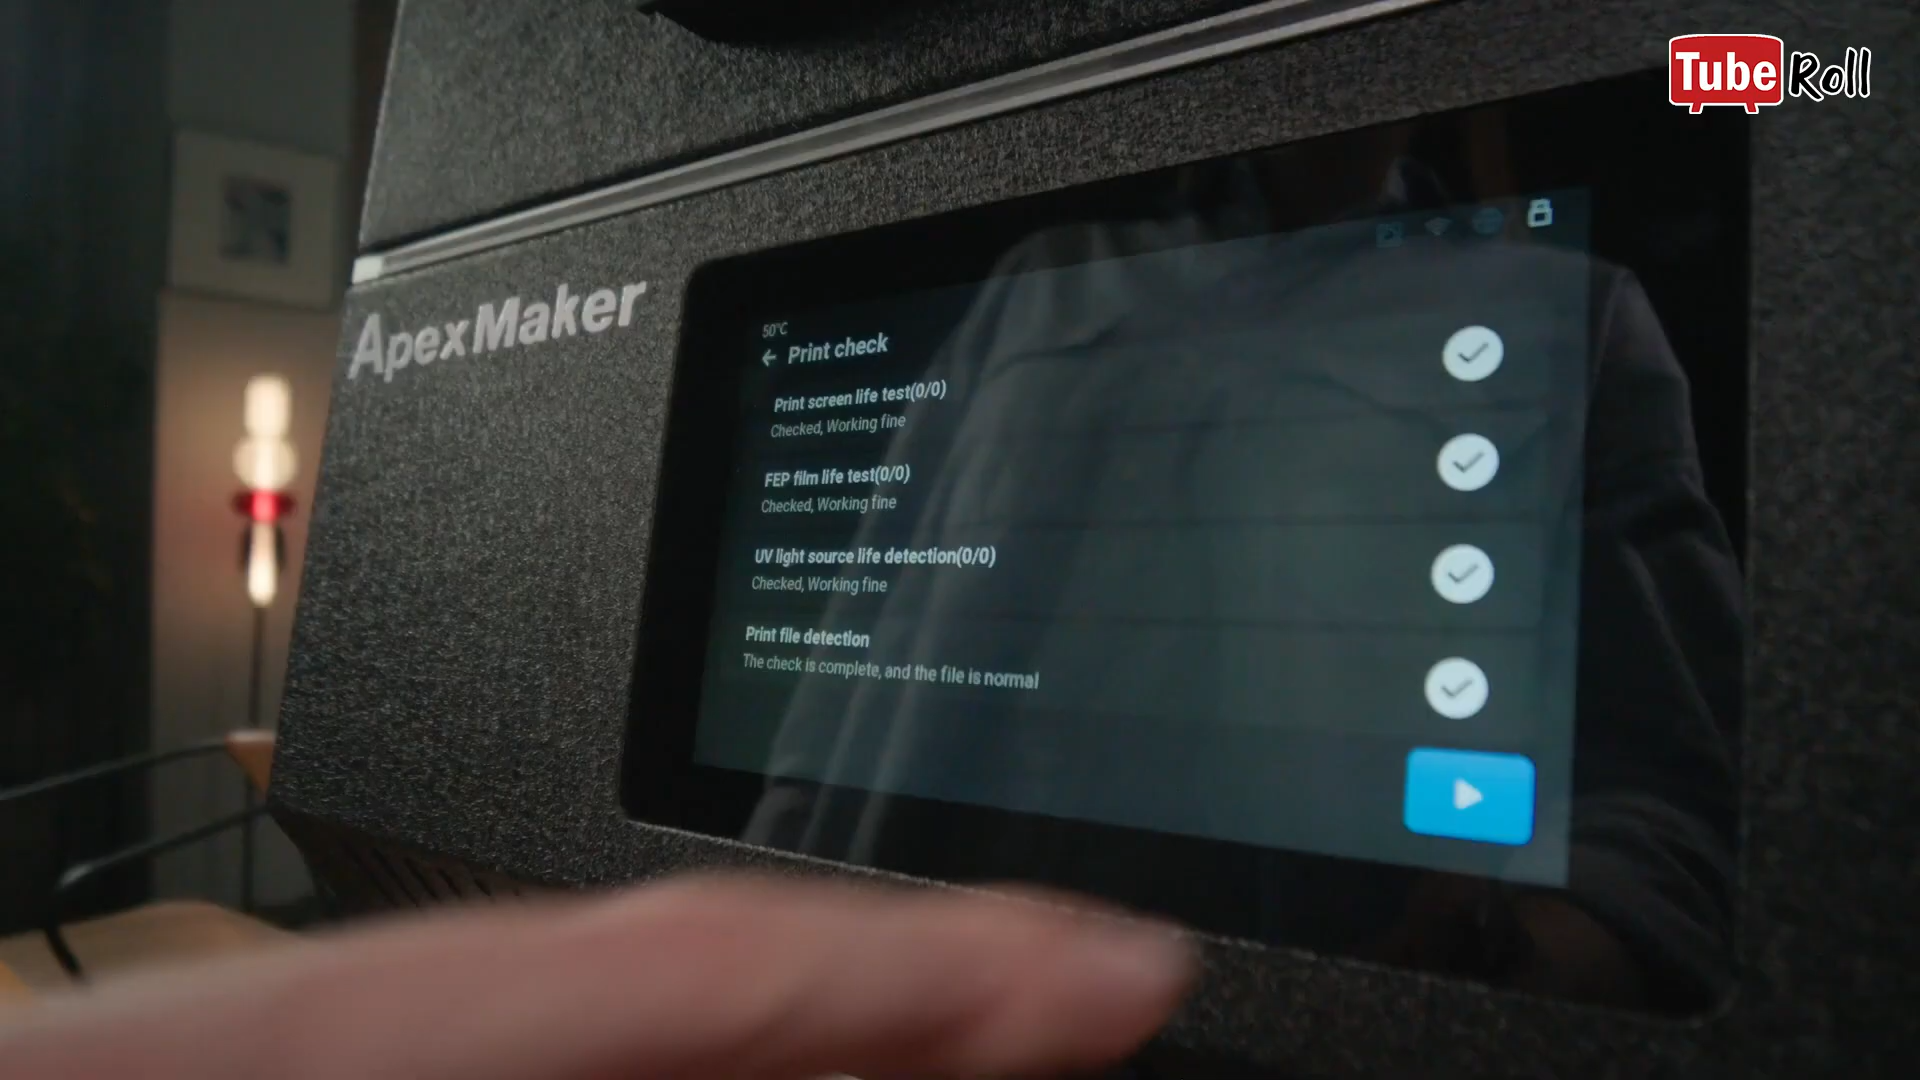 Tube Roll
ApexMaker
50°C
Print check
Print screen life test(0/0)
Checked, Working fine
FEP film life test(0/0)
Checked, Working fine
UV light source life detection(0/0)
Checked, Working fine
Print file detection
The check is complete, and the file is normal